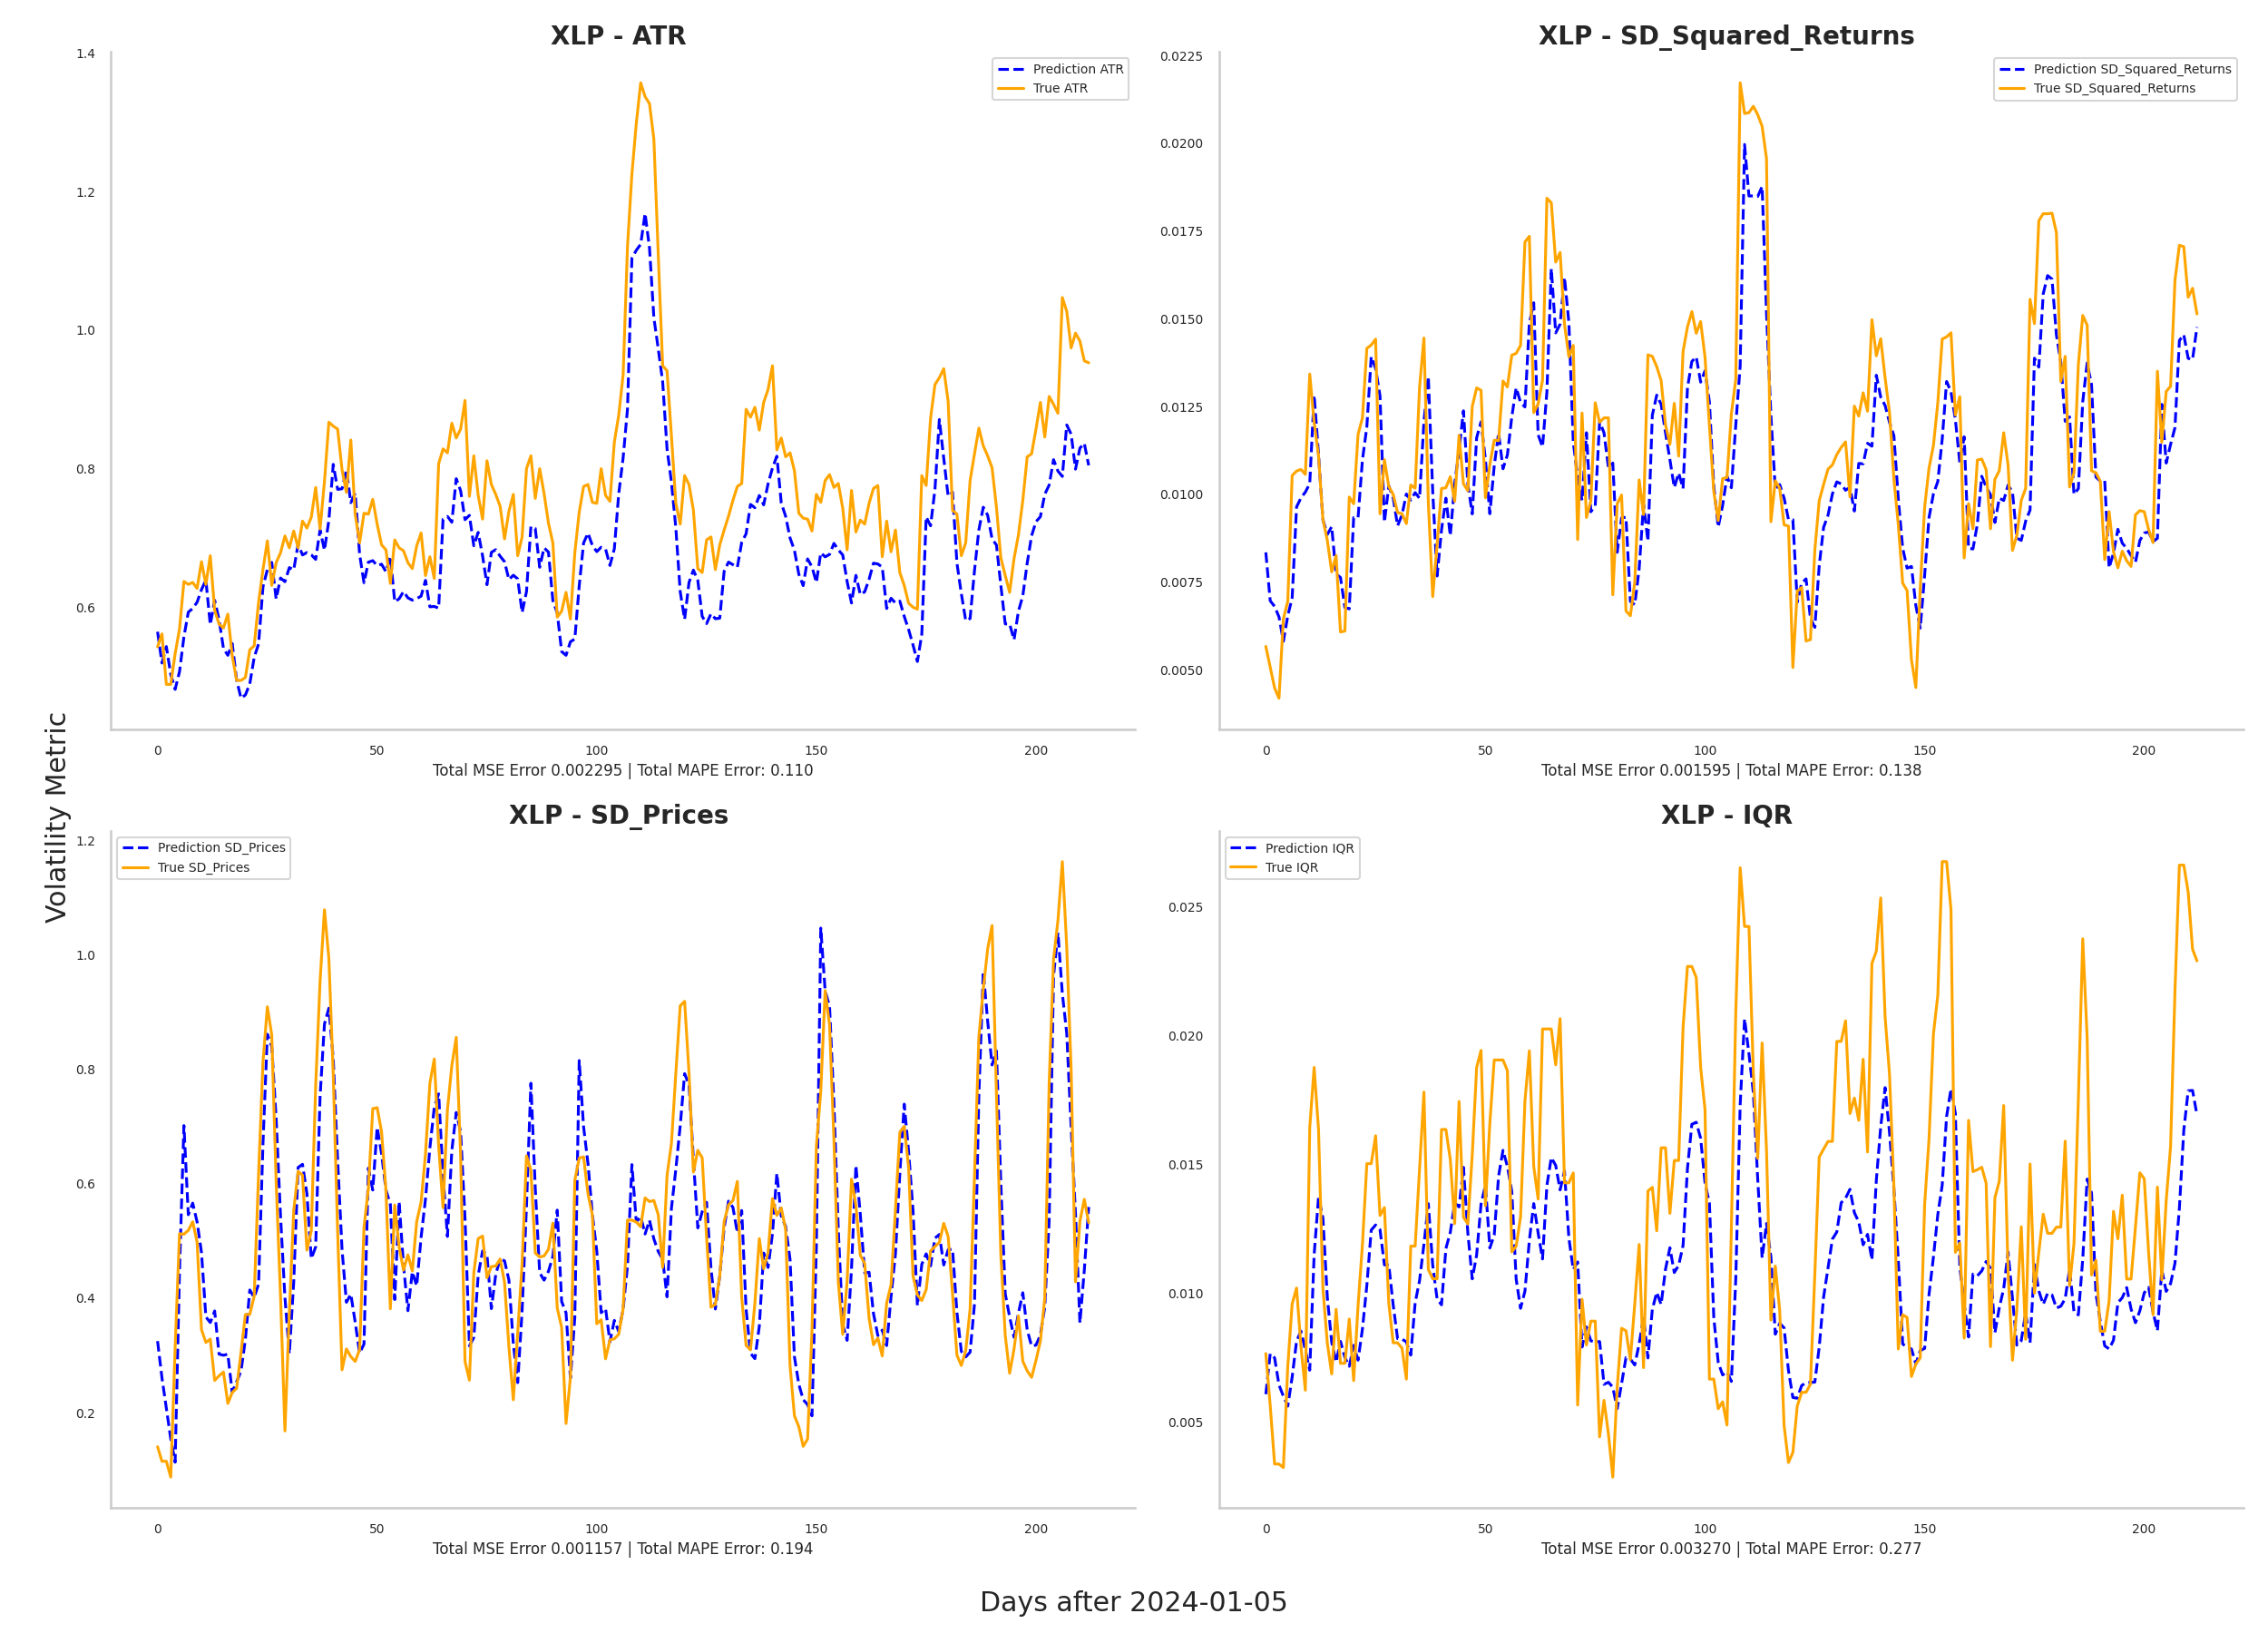 XLP - ATR
1.4
1.2
1.0
0.8
0.6
Prediction ATR
True ATR
0 50 100 150 200
Total MSE Error 0.002295 | Total MAPE Error: 0.110
XLP - SD_Squared_Returns
0.0225
0.0200
0.0175
0.0150
0.0125
0.0100
0.0075
0.0050
Prediction SD_Squared_Returns
True SD_Squared_Returns
0 50 100 150 200
Total MSE Error 0.001595 | Total MAPE Error: 0.138
Volatility Metric
XLP - SD_Prices
1.2
1.0
0.8
0.6
0.4
0.2
Prediction SD_Prices
True SD_Prices
0 50 100 150 200
Total MSE Error 0.001157 | Total MAPE Error: 0.194
XLP - IQR
0.025
0.020
0.015
0.010
0.005
Prediction IQR
True IQR
0 50 100 150 200
Total MSE Error 0.003270 | Total MAPE Error: 0.277
Days after 2024-01-05